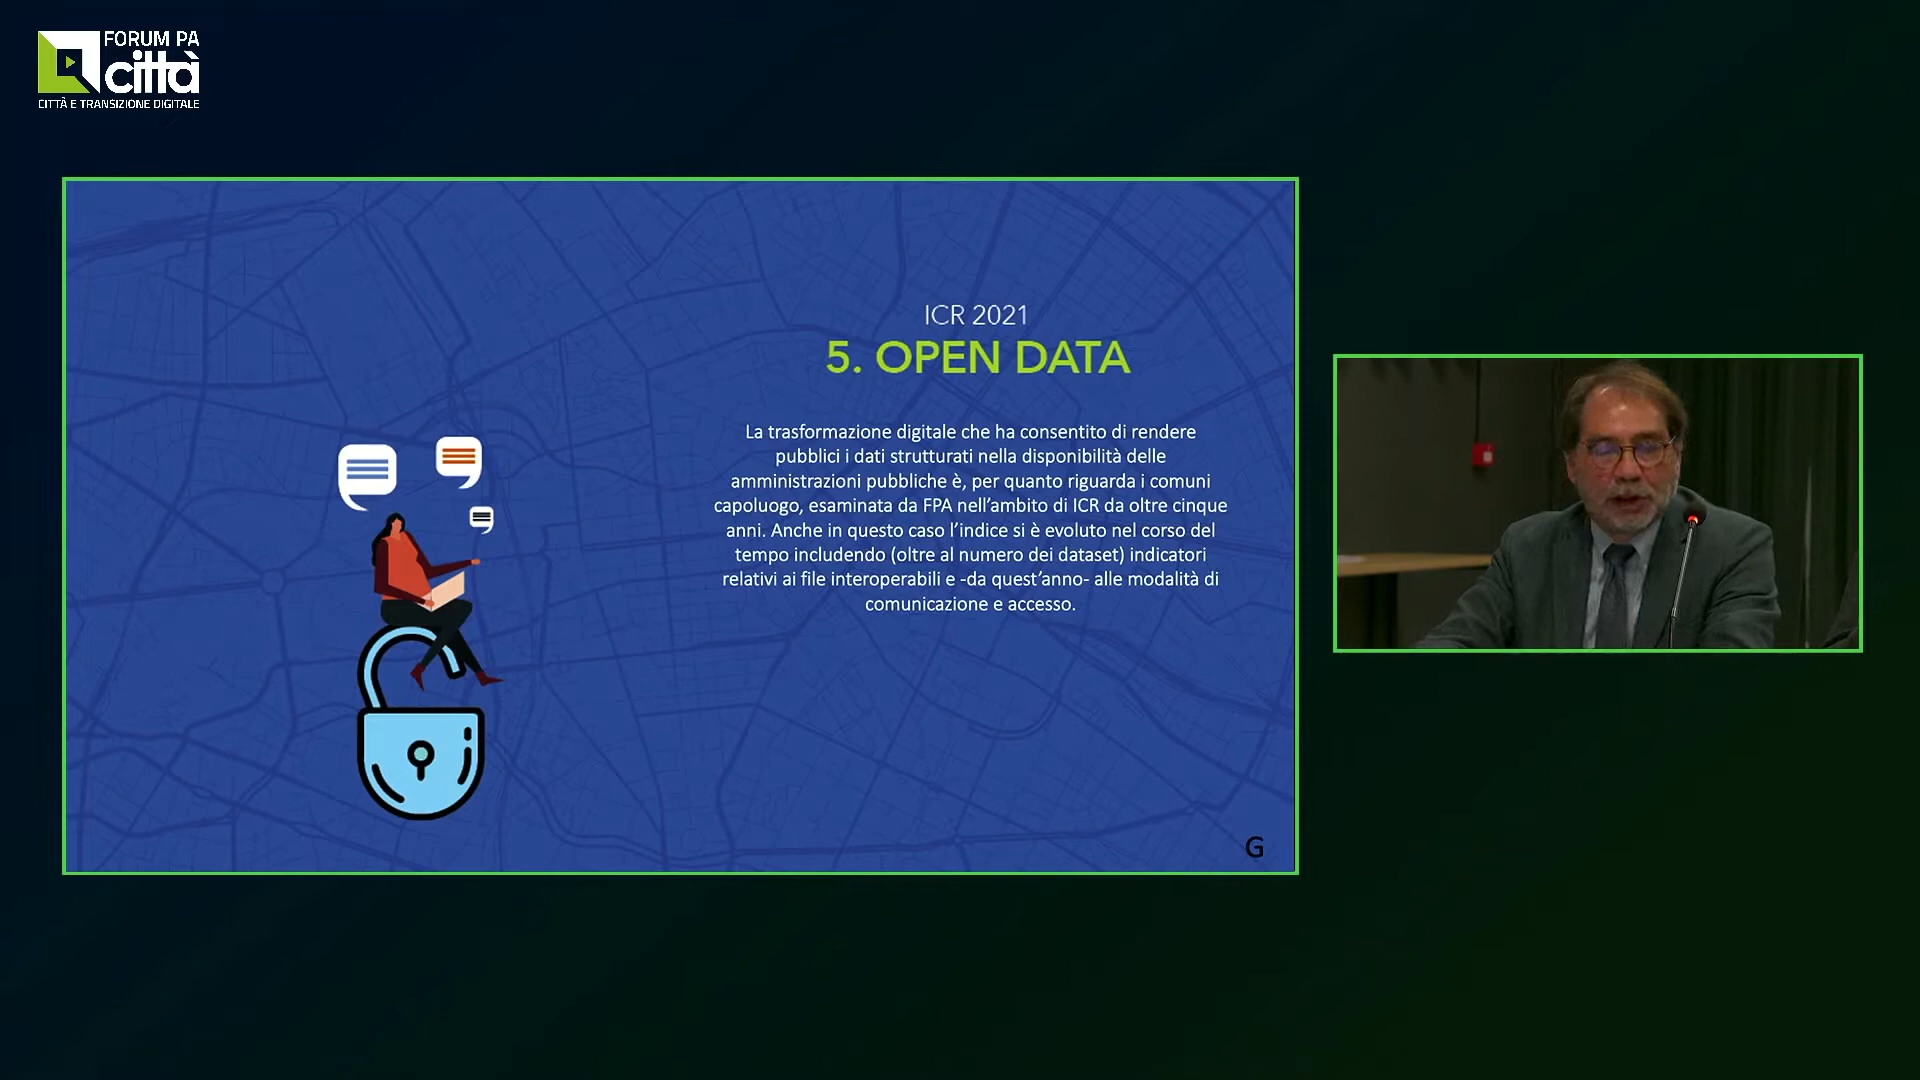 FORUM PA
città
CITTÀ E TRANSIZIONE DIGITALE
ICR 2021
5. OPEN DATA
La trasformazione digitale che ha consentito di rendere
pubblici i dati strutturati nella disponibilità delle
amministrazioni pubbliche è, per quanto riguarda i comuni
capoluogo, esaminata da FPA nell’ambito di ICR da oltre cinque
anni. Anche in questo caso l’indice si è evoluto nel corso del
tempo includendo (oltre al numero dei dataset) indicatori
relativi ai file interoperabili e -da quest’anno- alle modalità di
comunicazione e accesso.
G